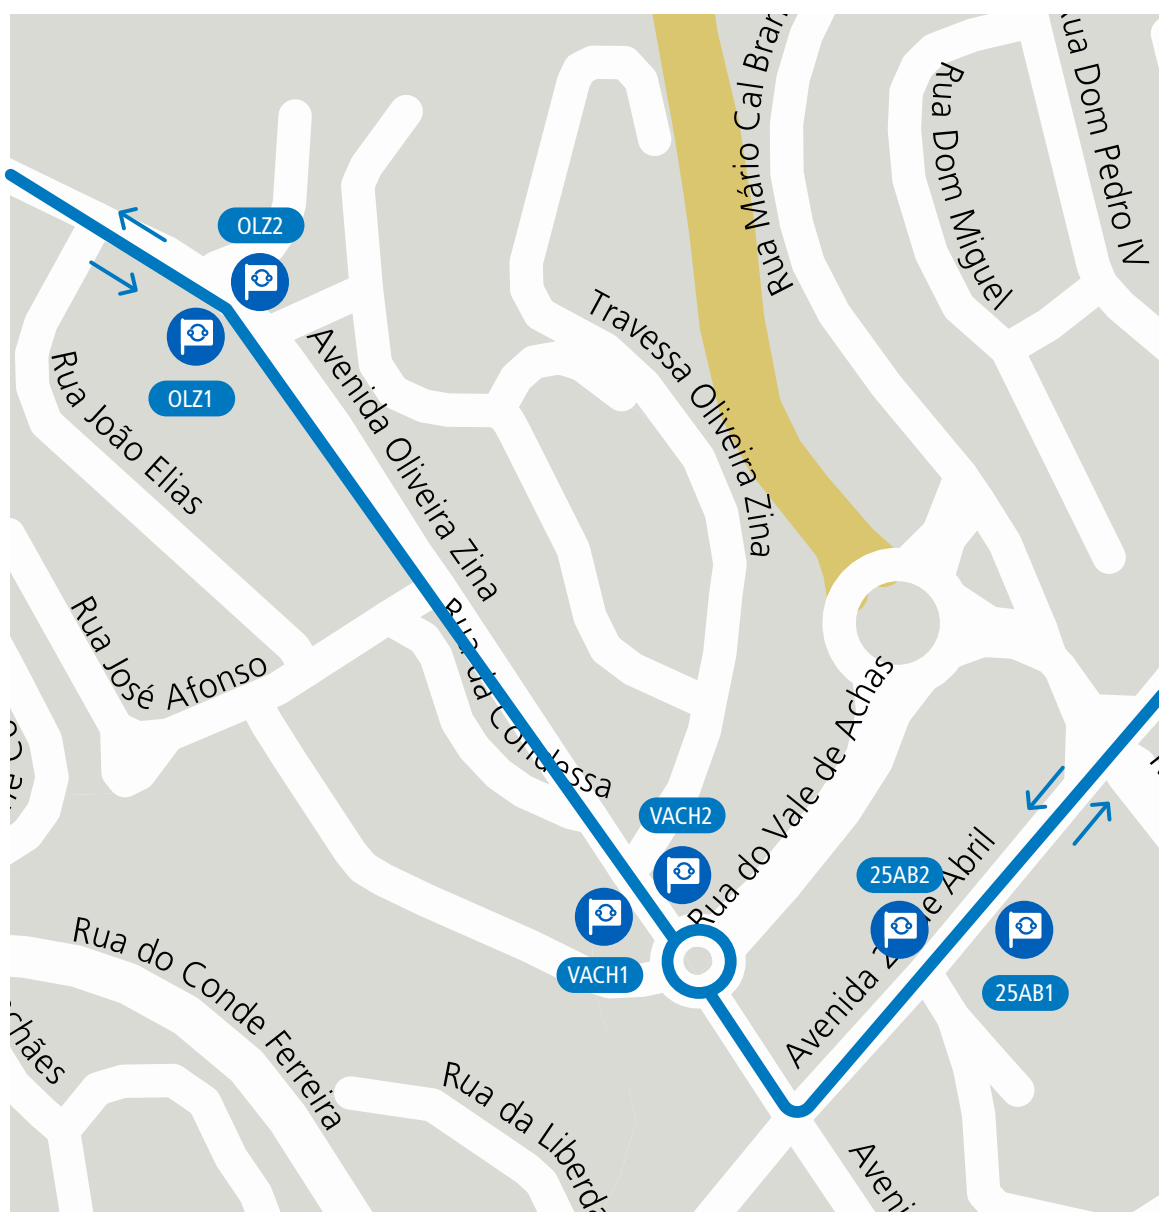 Rua Mário Cal Bran
Rua Dom Miguel
Rua Dom Pedro IV
OLZ2
OLZ1
Travessa Oliveira Zina
Avenida Oliveira Zina
Rua João Elias
Rua José Afonso
Rua da Condessa
Rua do Vale de Achas
VACH2
VACH1
25AB2
25AB1
Avenida 2 de Abril
Rua do Conde Ferreira
chães
Rua da Liberda
Aveni